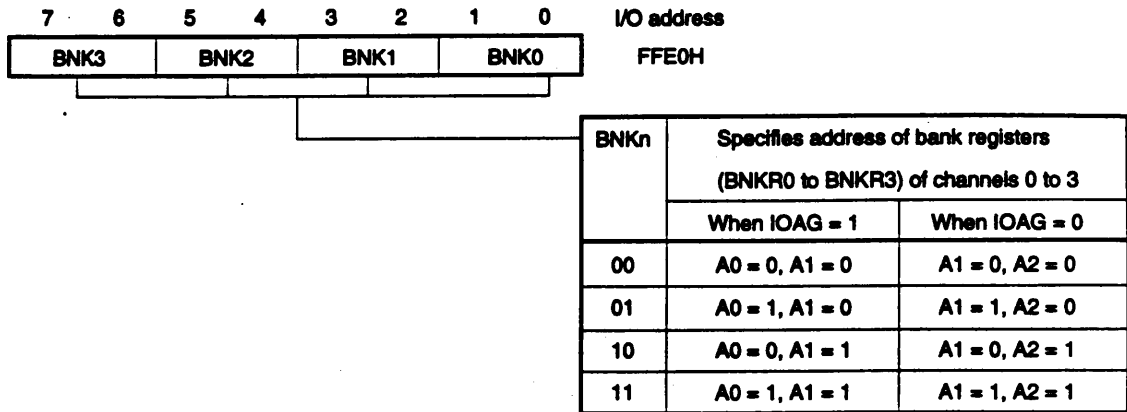 7 6 5 4 3 2 1 0 I/O address
BNK3 BNK2 BNK1 BNK0 FFE0H
BNKn Specifies address of bank registers
(BNKR0 to BNKR3) of channels 0 to 3
When IOAG = 1 When IOAG = 0
00 A0 = 0, A1 = 0 A1 = 0, A2 = 0
01 A0 = 1, A1 = 0 A1 = 1, A2 = 0
10 A0 = 0, A1 = 1 A1 = 0, A2 = 1
11 A0 = 1, A1 = 1 A1 = 1, A2 = 1